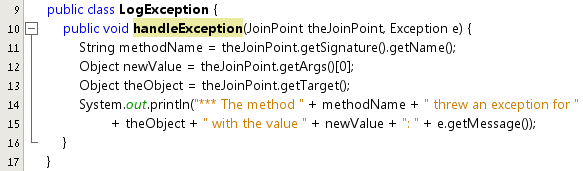 9 public class LogException {
10 public void handleException(JoinPoint theJoinPoint, Exception e) {
11 String methodName = theJoinPoint.getSignature().getName();
12 Object newValue = theJoinPoint.getArgs()[0];
13 Object theObject = theJoinPoint.getTarget();
14 System.out.println("*** The method " + methodName + " threw an exception for "
15 + theObject + " with the value " + newValue + ": " + e.getMessage());
16 }
17 }